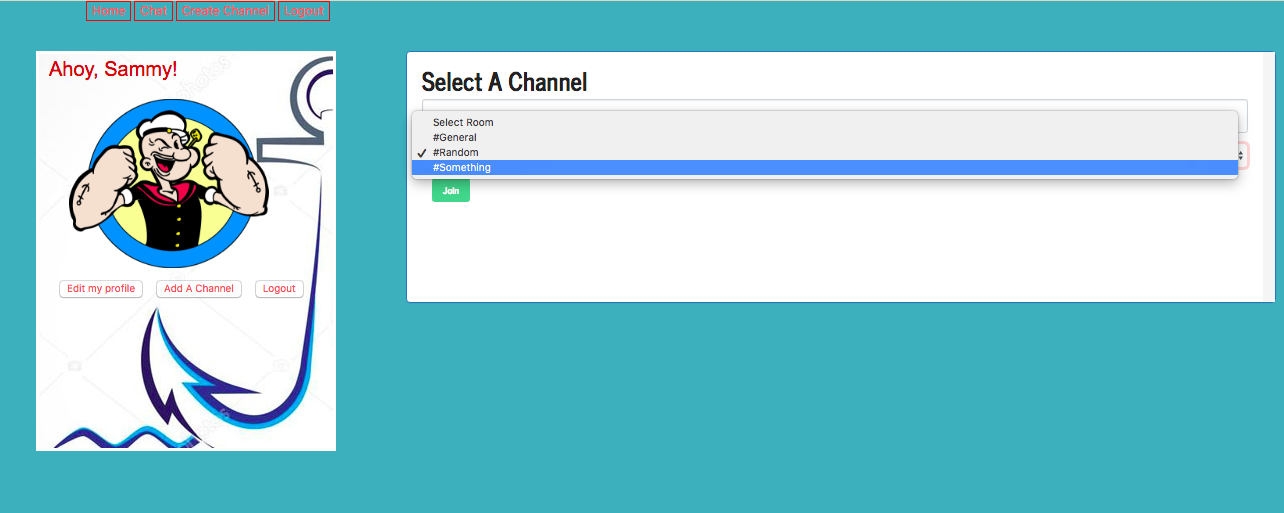 Home Chat Create Channel Logout
Ahoy, Sammy!
Edit my profile Add A Channel Logout
Select A Channel
Select Room
#General
✓ #Random
#Something
Join